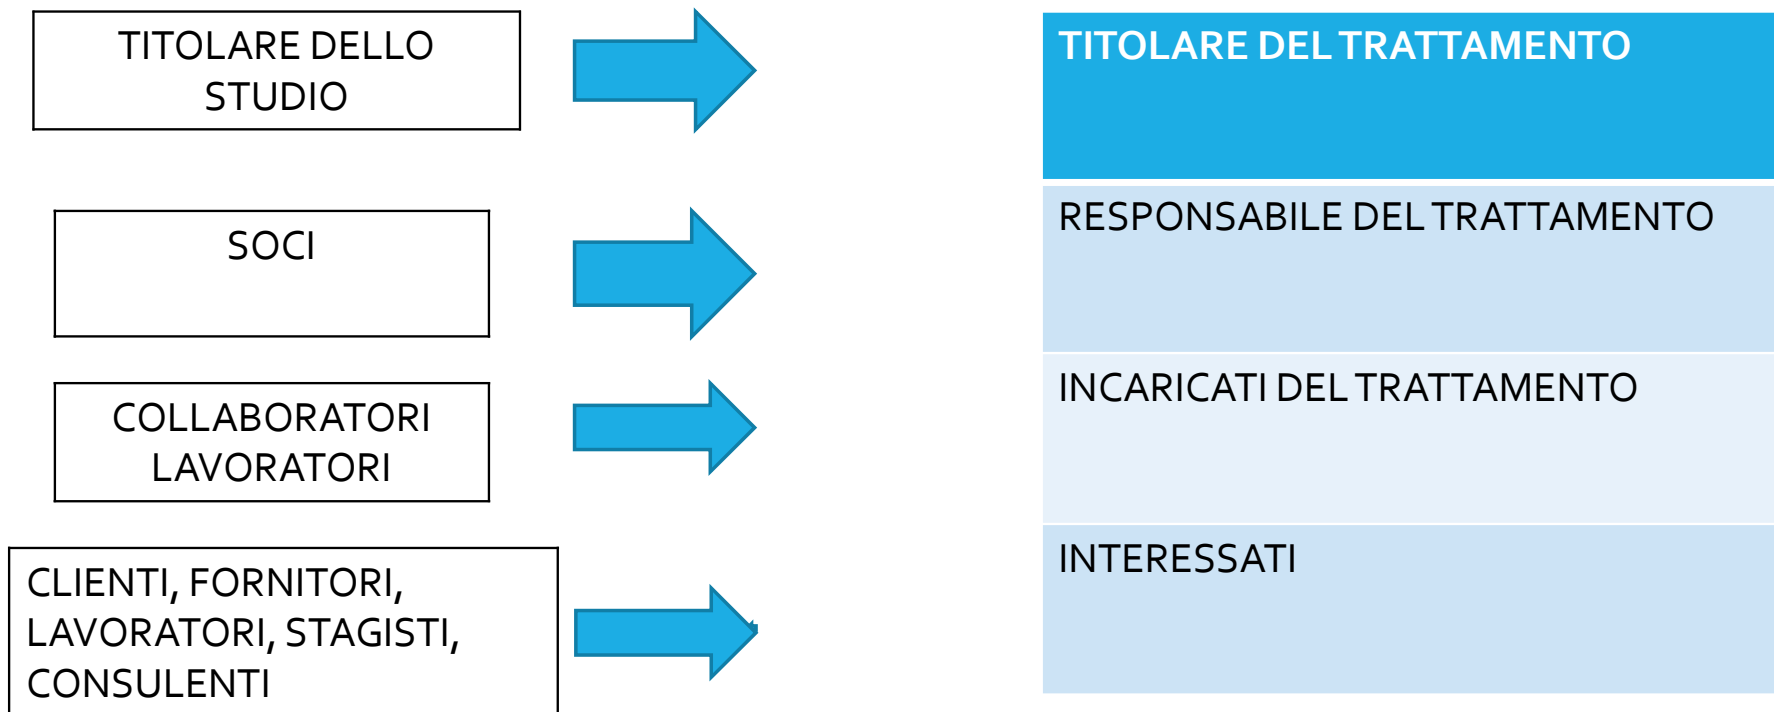 TITOLARE DELLO
STUDIO
TITOLARE DEL TRATTAMENTO
SOCI
RESPONSABILE DEL TRATTAMENTO
COLLABORATORI
LAVORATORI
INCARICATI DEL TRATTAMENTO
CLIENTI, FORNITORI,
LAVORATORI, STAGISTI,
CONSULENTI
INTERESSATI